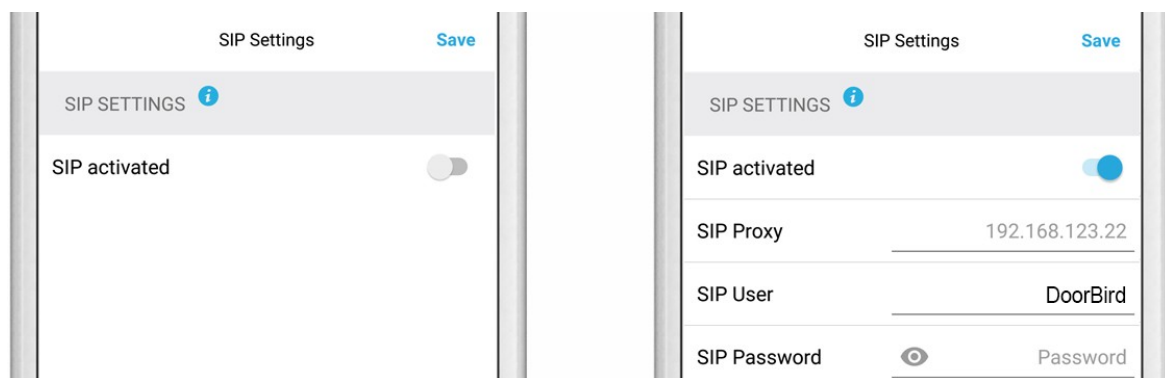 SIP Settings Save
SIP SETTINGS i
SIP activated
SIP Settings Save
SIP SETTINGS i
SIP activated
SIP Proxy 192.168.123.22
SIP User DoorBird
SIP Password Password